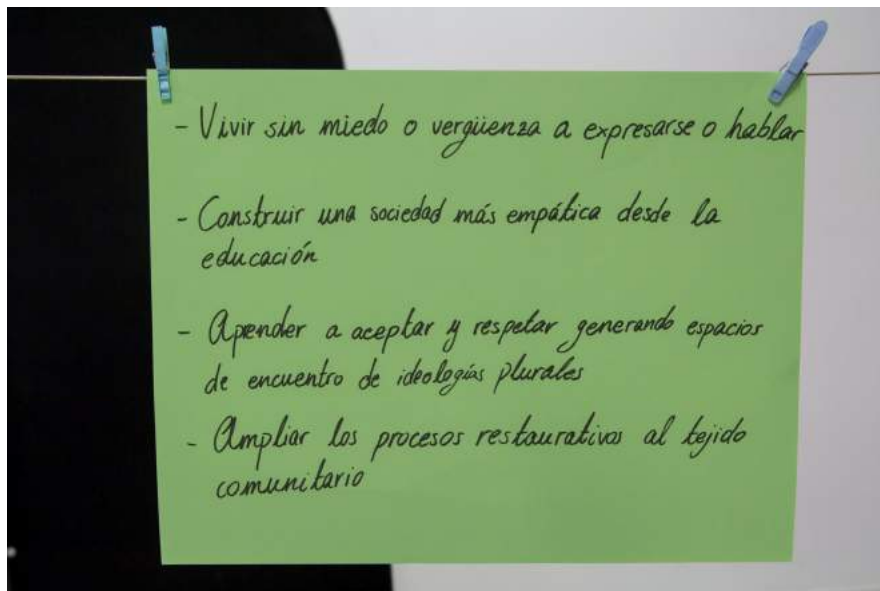 - Vivir sin miedo o vergüenza a expresarse o hablar
- Construir una sociedad más empática desde la
educación
- Apender a aceptar y respetar generando espacios
de encuentro de ideologías plurales
- Ampliar los procesos restaurativos al tejido
comunitario